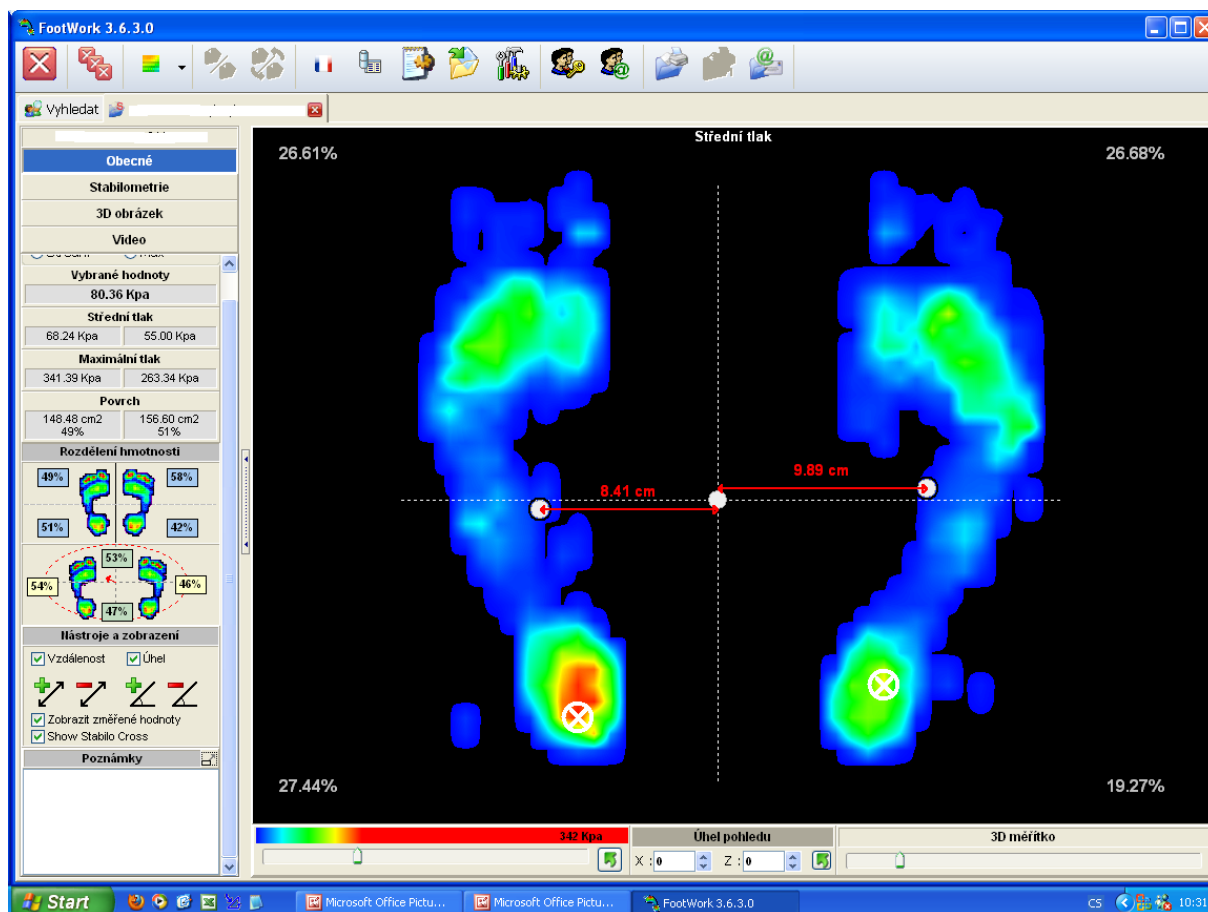 FootWork 3.6.3.0
Vyhledat
Obecné
Stabilometrie
3D obrázek
Video
Vybrané hodnoty
80.36 Kpa
Střední tlak
68.24 Kpa 55.00 Kpa
Maximální tlak
341.39 Kpa 263.34 Kpa
Povrch
148.48 cm2 156.60 cm2
49% 51%
Rozdělení hmotnosti
49% 58%
51% 42%
53%
54% 46%
47%
Nástroje a zobrazení
Vzdálenost Úhel
Zobrazit změřené hodnoty
Show Stabilo Cross
Poznámky
Střední tlak
26.61% 26.68%
9.89 cm
8.41 cm
27.44% 19.27%
342 Kpa Úhel pohledu 3D měřítko
X : 0 Z : 0
Start Microsoft Office Pictu... Microsoft Office Pictu... FootWork 3.6.3.0 CS 10:31